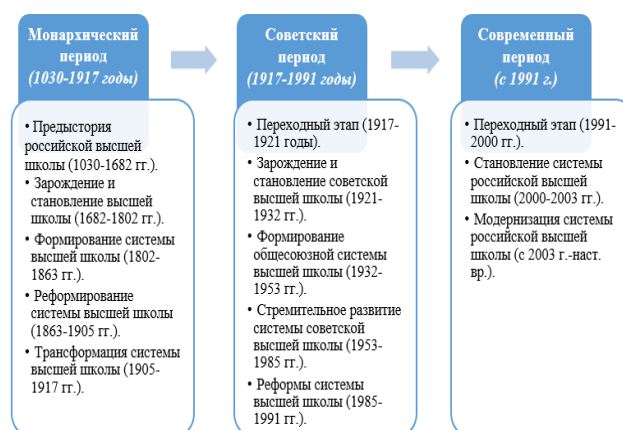 Монархический
период
(1030-1917 годы)
• Предыстория
российской высшей
школы (1030-1682 гг.).
• Зарождение и
становление высшей
школы (1682-1802 гг.).
• Формирование системы
высшей школы (1802-
1863 гг.).
• Реформирование
системы высшей школы
(1863-1905 гг.).
• Трансформация системы
высшей школы (1905-
1917 гг.).
Советский
период
(1917-1991 годы)
• Переходный этап (1917-
1921 годы).
• Зарождение и
становление советской
высшей школы (1921-
1932 гг.).
• Формирование
общесоюзной системы
высшей школы (1932-
1953 гг.).
• Стремительное развитие
системы советской
высшей школы (1953-
1985 гг.).
• Реформы системы
высшей школы (1985-
1991 гг.).
Современный
период
(с 1991 г.)
• Переходный этап (1991-
2000 гг.).
• Становление системы
российской высшей
школы (2000-2003 гг.).
• Модернизация системы
российской высшей
школы (с 2003 г.-наст.
вр.).